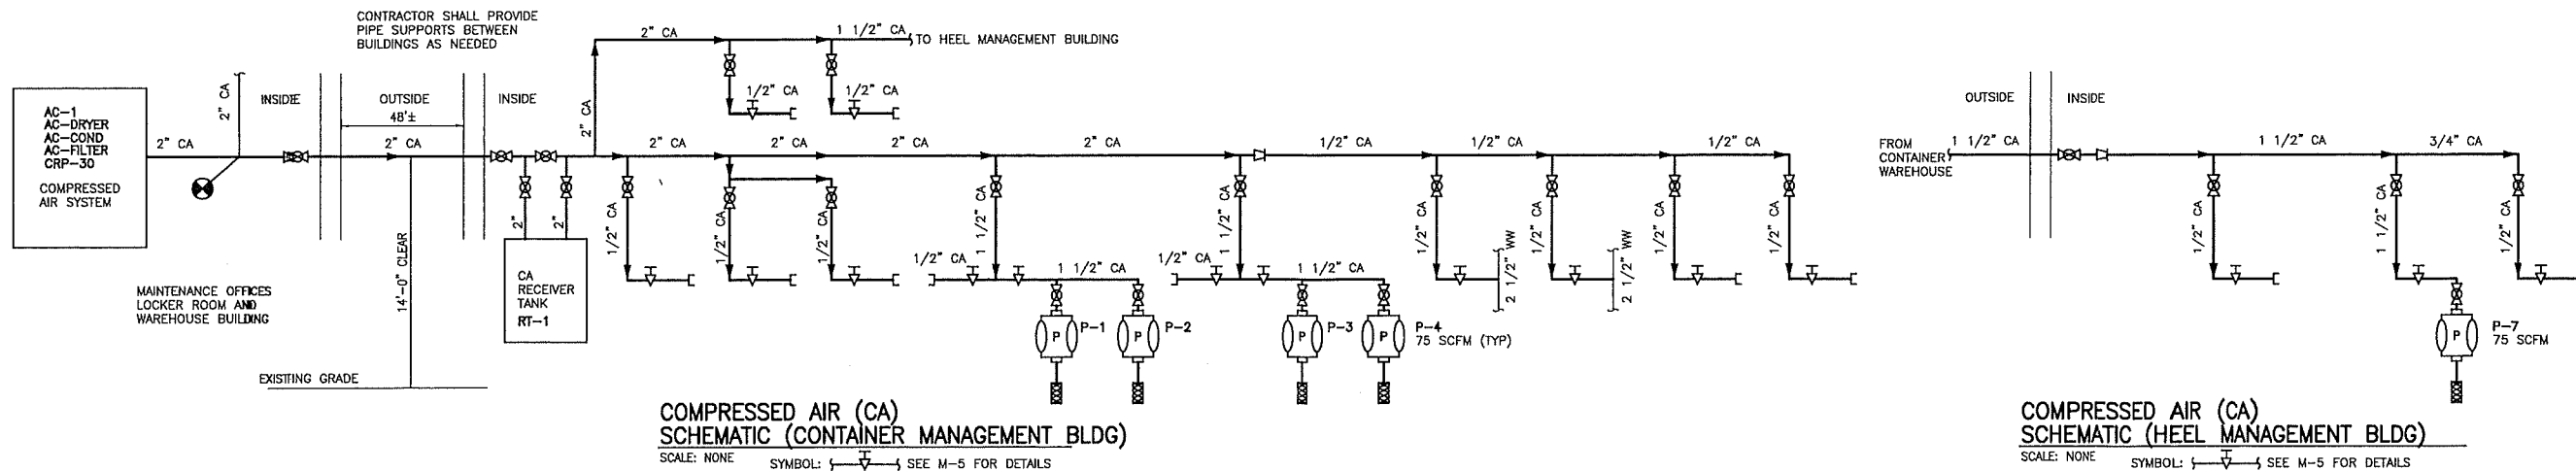 CONTRACTOR SHALL PROVIDE
PIPE SUPPORTS BETWEEN
BUILDINGS AS NEEDED
2" CA
1 1/2" CA
TO HEEL MANAGEMENT BUILDING
AC-1
AC-DRYER
AC-COND
AC-FILTER
CRP-30
COMPRESSED
AIR SYSTEM
2" CA
2" CA
INSIDE
OUTSIDE
48'±
2" CA
INSIDE
2" CA
1/2" CA
1/2" CA
2" CA
2" CA
2" CA
2" CA
1/2" CA
1/2" CA
1/2" CA
14'-0" CLEAR
2"
2"
CA
RECEIVER
TANK
RT-1
1/2" CA
1/2" CA
1/2" CA
1 1/2" CA
1/2" CA
1 1/2" CA
1 1/2" CA
1/2" CA
1 1/2" CA
1/2" CA
2 1/2" WW
1/2" CA
2 1/2" WW
1/2" CA
1/2" CA
P
P-1
P
P-2
P
P-3
P
P-4
75 SCFM (TYP)
MAINTENANCE OFFICES
LOCKER ROOM AND
WAREHOUSE BUILDING
EXISTING GRADE
COMPRESSED AIR (CA)
SCHEMATIC (CONTAINER MANAGEMENT BLDG)
SCALE: NONE
SYMBOL:
SEE M-5 FOR DETAILS
OUTSIDE
INSIDE
FROM
CONTAINER
WAREHOUSE
1 1/2" CA
1 1/2" CA
3/4" CA
1/2" CA
1 1/2" CA
1/2" CA
P
P-7
75 SCFM
COMPRESSED AIR (CA)
SCHEMATIC (HEEL MANAGEMENT BLDG)
SCALE: NONE
SYMBOL:
SEE M-5 FOR DETAILS